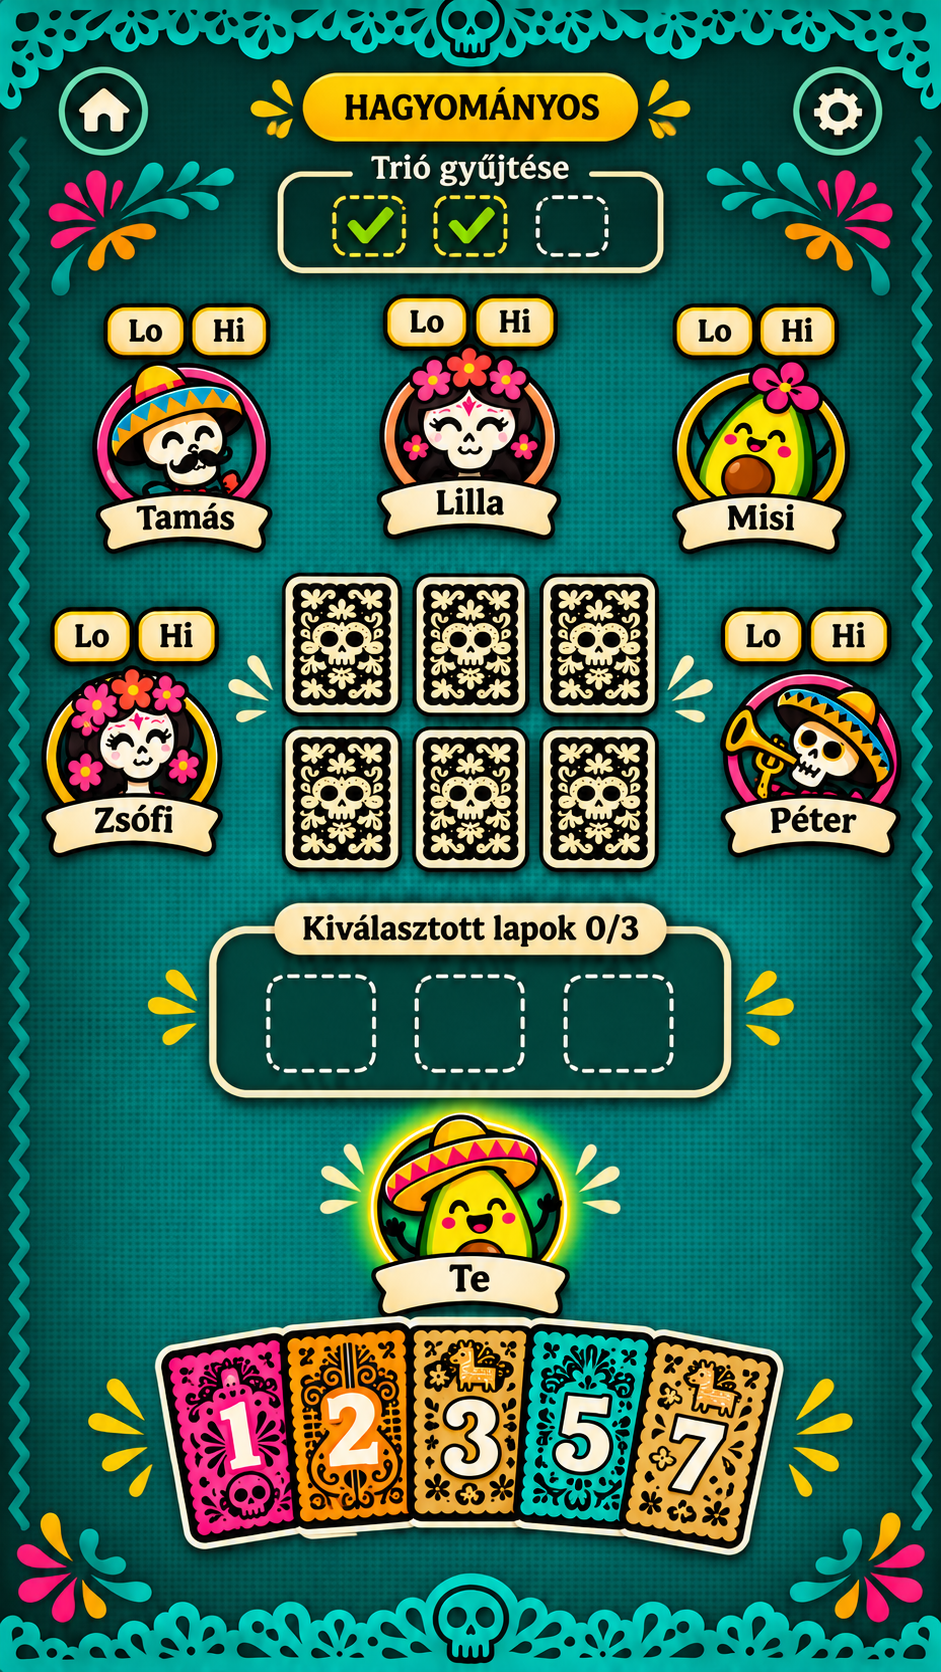 HAGYOMÁNYOS
Trió gyűjtése
Lo Hi
Lo Hi
Lo Hi
Tamás
Lilla
Misi
Lo Hi
Lo Hi
Zsófi
Péter
Kiválasztott lapok 0/3
Te
1 2 3 5 7